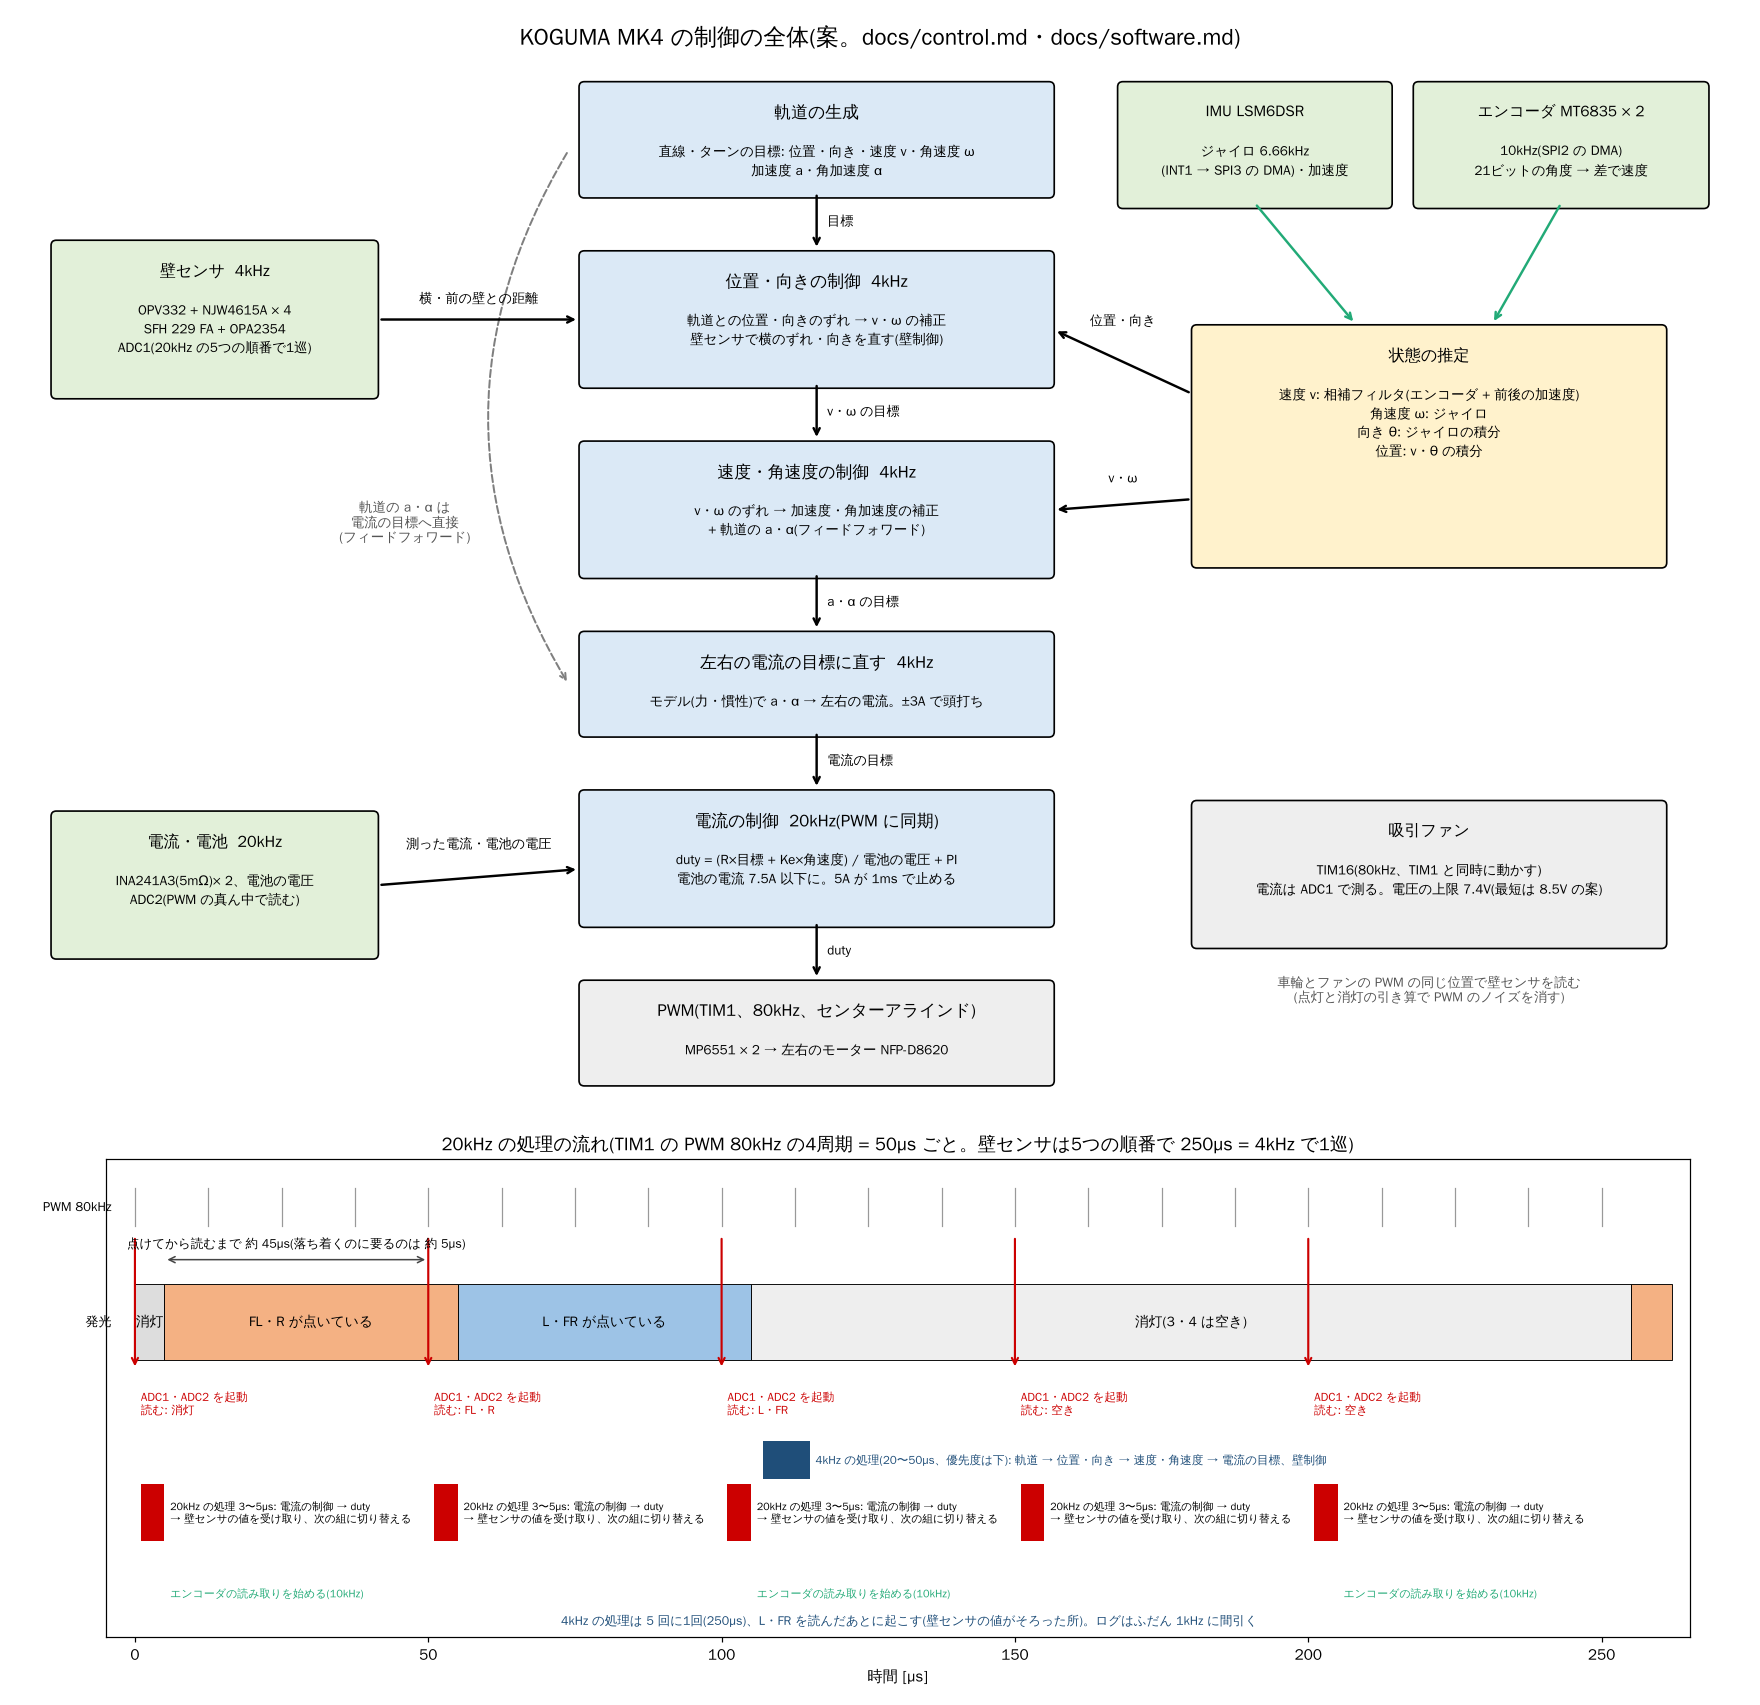 KOGUMA MK4 の制御の全体(案。docs/control.md・docs/software.md)
軌道の生成
直線・ターンの目標: 位置・向き・速度 v・角速度 ω
加速度 a・角加速度 α
IMU LSM6DSR
ジャイロ 6.66kHz
(INT1 → SPI3 の DMA)・加速度
エンコーダ MT6835 × 2
10kHz(SPI2 の DMA)
21ビットの角度 → 差で速度
目標
壁センサ 4kHz
OPV332 + NJW4615A × 4
SFH 229 FA + OPA2354
ADC1(20kHz の5つの順番で1巡)
横・前の壁との距離
位置・向きの制御 4kHz
軌道との位置・向きのずれ → v・ω の補正
壁センサで横のずれ・向きを直す(壁制御)
位置・向き
状態の推定
速度 v: 相補フィルタ(エンコーダ + 前後の加速度)
角速度 ω: ジャイロ
向き θ: ジャイロの積分
位置: v・θ の積分
v・ω の目標
速度・角速度の制御 4kHz
v・ω のずれ → 加速度・角加速度の補正
+ 軌道の a・α(フィードフォワード)
v・ω
軌道の a・α は
電流の目標へ直接
(フィードフォワード)
a・α の目標
左右の電流の目標に直す 4kHz
モデル(力・慣性)で a・α → 左右の電流。±3A で頭打ち
電流の目標
電流・電池 20kHz
INA241A3(5mΩ)× 2、電池の電圧
ADC2(PWM の真ん中で読む)
測った電流・電池の電圧
電流の制御 20kHz(PWM に同期)
duty = (R×目標 + Ke×角速度) / 電池の電圧 + PI
電池の電流 7.5A 以下に。5A が 1ms で止める
吸引ファン
TIM16(80kHz、TIM1 と同時に動かす)
電流は ADC1 で測る。電圧の上限 7.4V(最短は 8.5V の案)
duty
車輪とファンの PWM の同じ位置で壁センサを読む
(点灯と消灯の引き算で PWM のノイズを消す)
PWM(TIM1、80kHz、センターアラインド)
MP6551 × 2 → 左右のモーター NFP-D8620
20kHz の処理の流れ(TIM1 の PWM 80kHz の4周期 = 50µs ごと。壁センサは5つの順番で 250µs = 4kHz で1巡)
PWM 80kHz
点けてから読むまで 約 45µs(落ち着くのに要るのは 約 5µs)
発光
消灯
FL・R が点いている
L・FR が点いている
消灯(3・4 は空き)
ADC1・ADC2 を起動
読む: 消灯
ADC1・ADC2 を起動
読む: FL・R
ADC1・ADC2 を起動
読む: L・FR
ADC1・ADC2 を起動
読む: 空き
ADC1・ADC2 を起動
読む: 空き
4kHz の処理(20〜50µs、優先度は下): 軌道 → 位置・向き → 速度・角速度 → 電流の目標、壁制御
20kHz の処理 3〜5µs: 電流の制御 → duty
→ 壁センサの値を受け取り、次の組に切り替える
20kHz の処理 3〜5µs: 電流の制御 → duty
→ 壁センサの値を受け取り、次の組に切り替える
20kHz の処理 3〜5µs: 電流の制御 → duty
→ 壁センサの値を受け取り、次の組に切り替える
20kHz の処理 3〜5µs: 電流の制御 → duty
→ 壁センサの値を受け取り、次の組に切り替える
20kHz の処理 3〜5µs: 電流の制御 → duty
→ 壁センサの値を受け取り、次の組に切り替える
エンコーダの読み取りを始める(10kHz)
エンコーダの読み取りを始める(10kHz)
エンコーダの読み取りを始める(10kHz)
4kHz の処理は 5 回に1回(250µs)、L・FR を読んだあとに起こす(壁センサの値がそろった所)。ログはふだん 1kHz に間引く
0
50
100
150
200
250
時間 [µs]